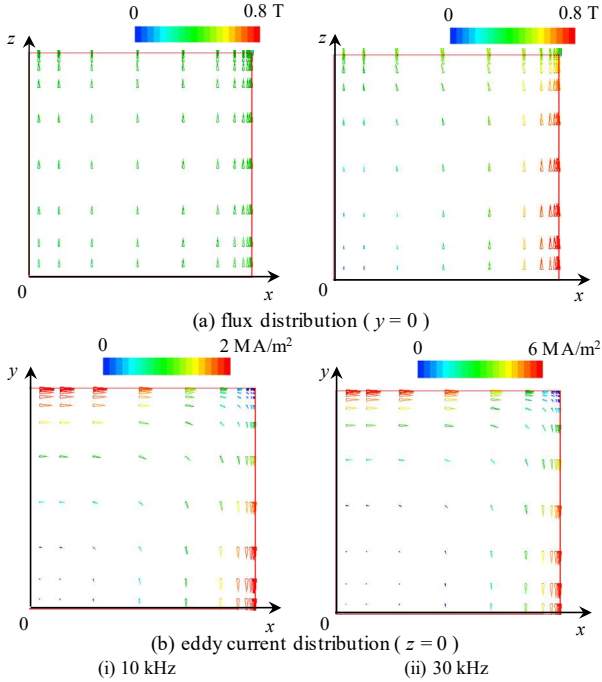 0 0.8 T 0 0.8 T
z z
0 x 0 x
(a) flux distribution ( y = 0 )
0 2 MA/m² 0 6 MA/m²
y y
0 x 0 x
(b) eddy current distribution ( z = 0 )
(i) 10 kHz (ii) 30 kHz